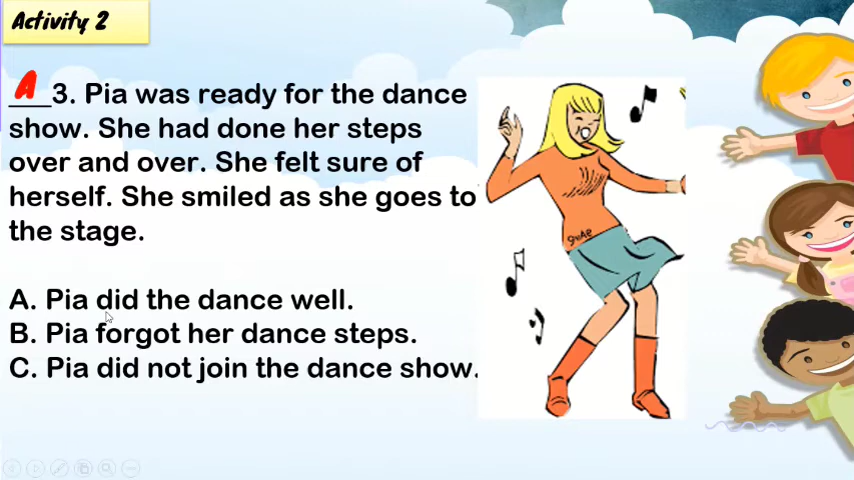 Activity 2
A 3. Pia was ready for the dance
show. She had done her steps
over and over. She felt sure of
herself. She smiled as she goes to
the stage.
A. Pia did the dance well.
B. Pia forgot her dance steps.
C. Pia did not join the dance show.